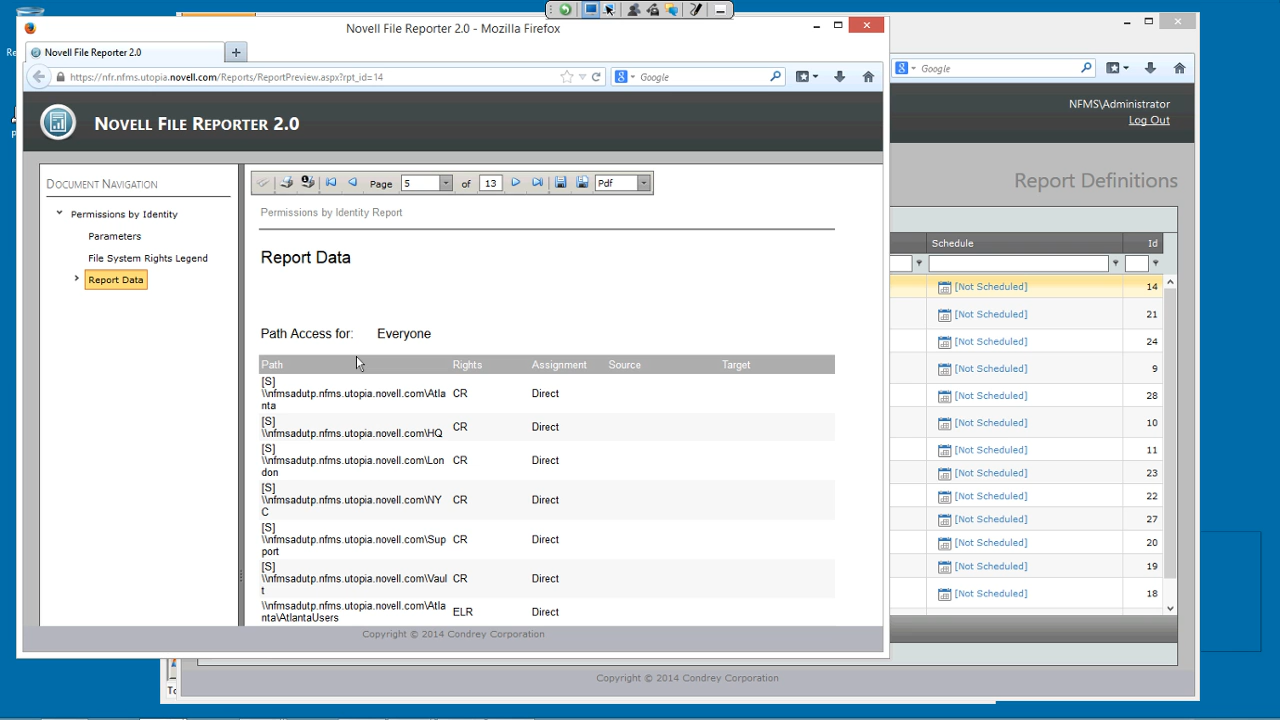 Novell File Reporter 2.0 - Mozilla Firefox
Novell File Reporter 2.0
https://nfr.nfms.utopia.novell.com/Reports/ReportPreview.aspx?rpt_id=14
Google
Google
NFMS\Administrator
Log Out
NOVELL FILE REPORTER 2.0
Report Definitions
DOCUMENT NAVIGATION
Permissions by Identity
Parameters
File System Rights Legend
Report Data
Page 5 of 13 Pdf
Permissions by Identity Report
Report Data
Path Access for: Everyone
Path Rights Assignment Source Target
[S]
\\nfmsadutp.nfms.utopia.novell.com\Atla CR Direct
nta
[S]
\\nfmsadutp.nfms.utopia.novell.com\HQ CR Direct
[S]
\\nfmsadutp.nfms.utopia.novell.com\Lon CR Direct
don
[S]
\\nfmsadutp.nfms.utopia.novell.com\NY CR Direct
C
[S]
\\nfmsadutp.nfms.utopia.novell.com\Sup CR Direct
port
[S]
\\nfmsadutp.nfms.utopia.novell.com\Vaul CR Direct
t
\\nfmsadutp.nfms.utopia.novell.com\Atla ELR Direct
nta\AtlantaUsers
Copyright © 2014 Condrey Corporation
Schedule Id
[Not Scheduled] 14
[Not Scheduled] 21
[Not Scheduled] 24
[Not Scheduled] 9
[Not Scheduled] 28
[Not Scheduled] 10
[Not Scheduled] 11
[Not Scheduled] 23
[Not Scheduled] 22
[Not Scheduled] 27
[Not Scheduled] 20
[Not Scheduled] 19
[Not Scheduled] 18
Copyright © 2014 Condrey Corporation